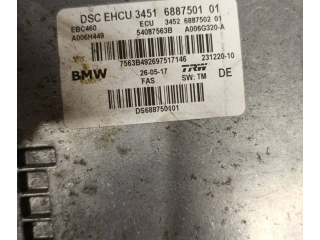 DSC EHCU 3451 6887501 01
EBC460 ECU 3452 6887502 01
A006H449 54087563B A006G320-A
7563B492697517146 231220-10
BMW 26-05-17 TRW DE
FAS SW: TM
DS688750101